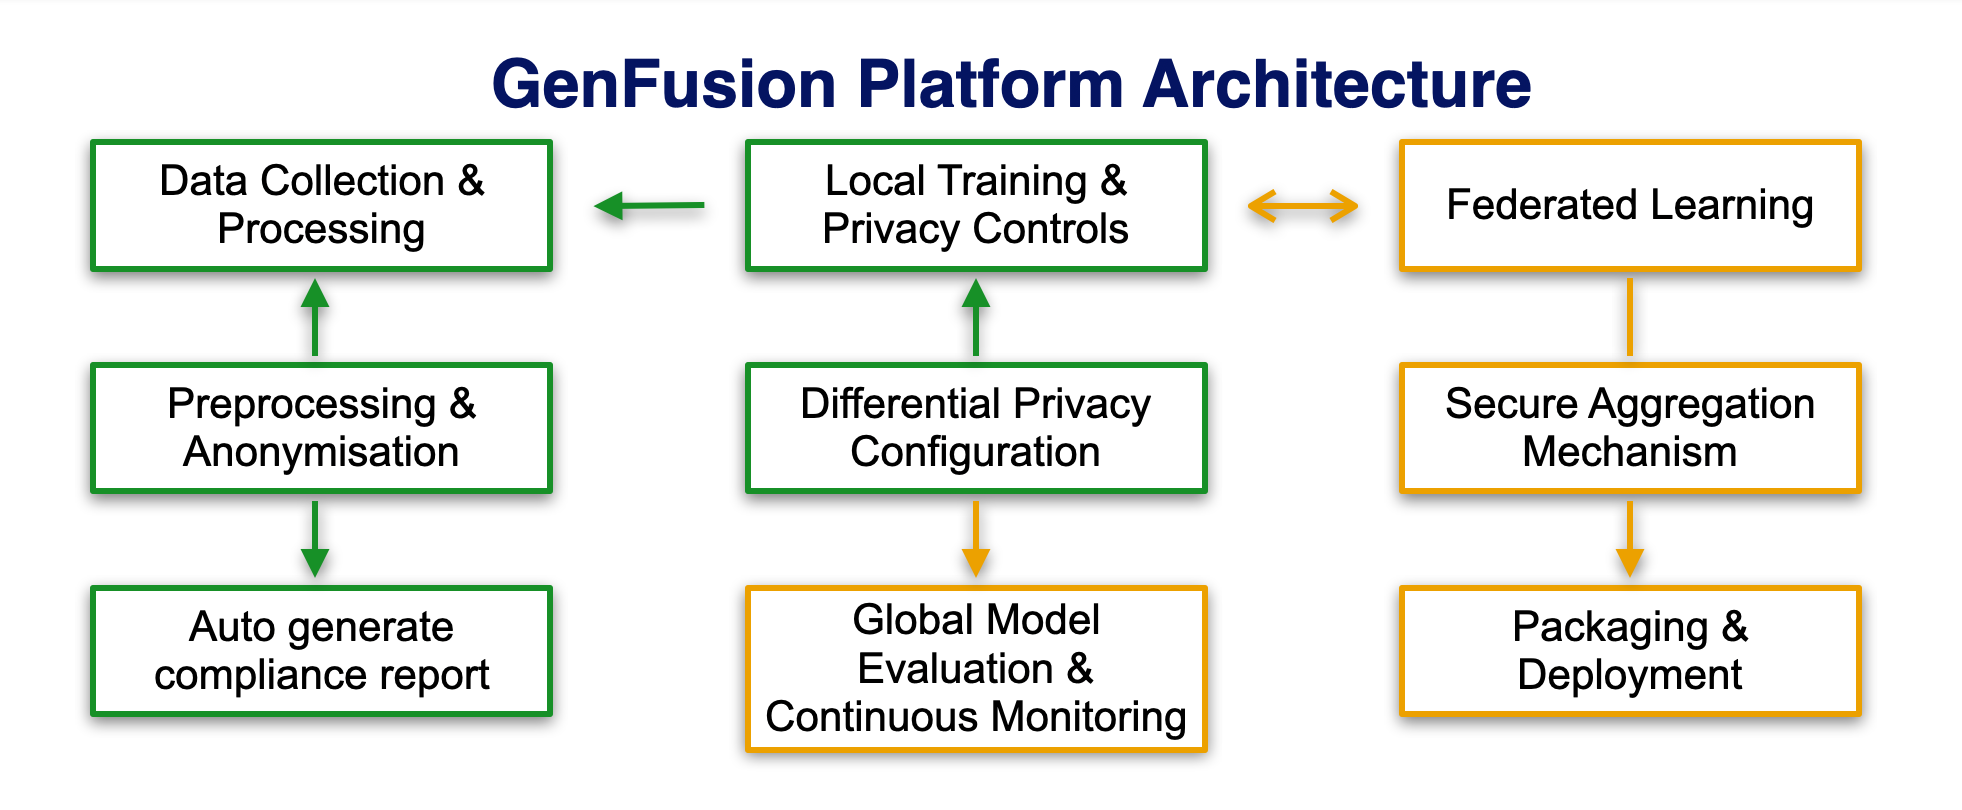 GenFusion Platform Architecture
Data Collection &
Processing
Local Training &
Privacy Controls
Federated Learning
Preprocessing &
Anonymisation
Differential Privacy
Configuration
Secure Aggregation
Mechanism
Auto generate
compliance report
Global Model
Evaluation &
Continuous Monitoring
Packaging &
Deployment